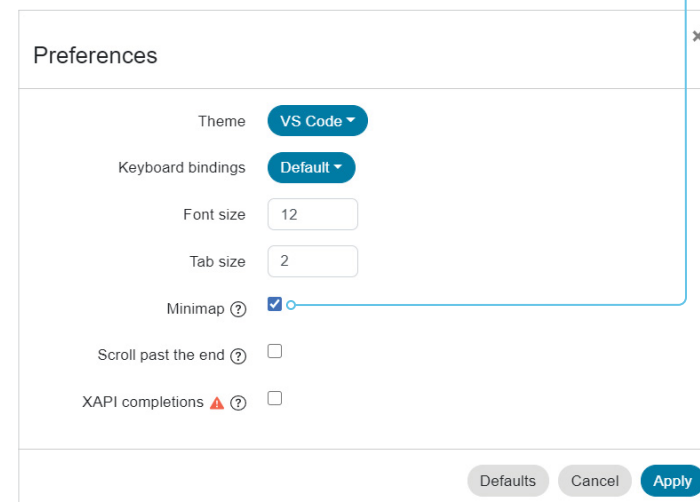 Preferences
Theme VS Code
Keyboard bindings Default
Font size 12
Tab size 2
Minimap
Scroll past the end
XAPI completions
Defaults Cancel Apply